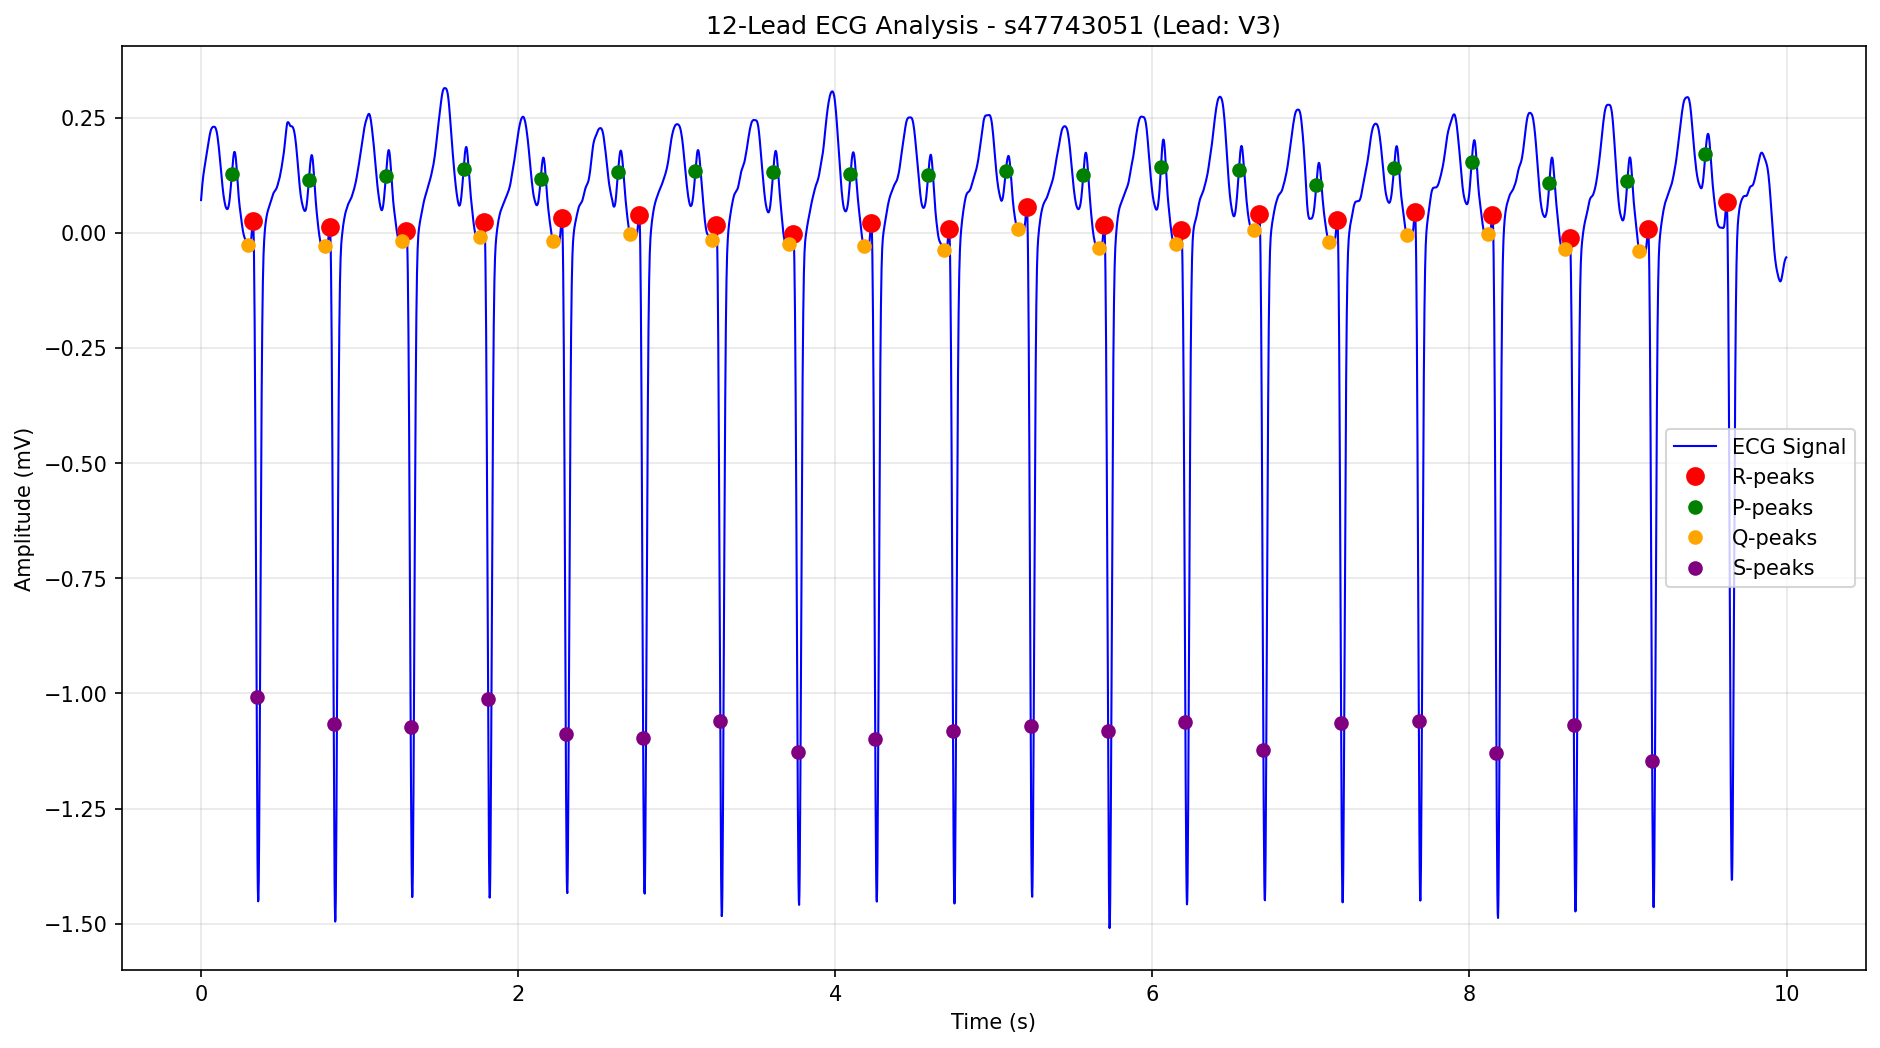 12-Lead ECG Analysis - s47743051 (Lead: V3)
0.25
0.00
−0.25
−0.50
−0.75
−1.00
−1.25
−1.50
Amplitude (mV)
ECG Signal
R-peaks
P-peaks
Q-peaks
S-peaks
0 2 4 6 8 10
Time (s)